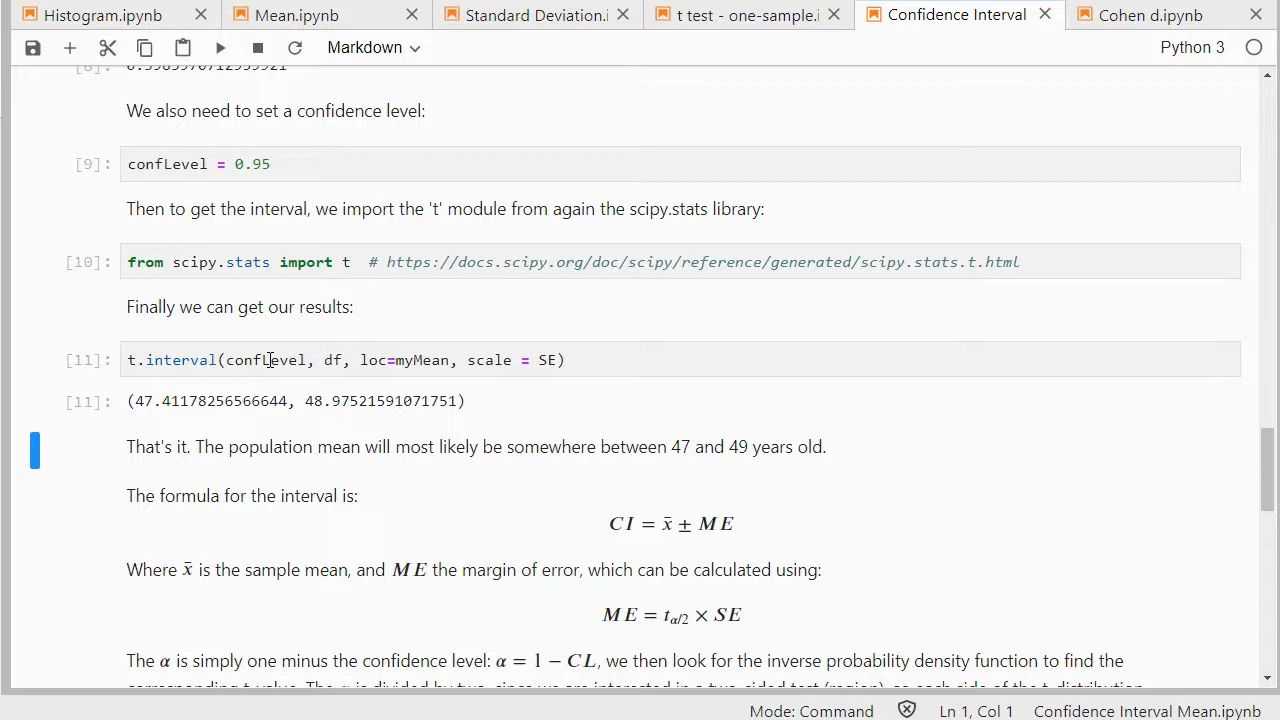 Histogram.ipynb
Mean.ipynb
Standard Deviation.i
t test - one-sample.i
Confidence Interval
Cohen d.ipynb
Markdown
Python 3
We also need to set a confidence level:
[9]: confLevel = 0.95
Then to get the interval, we import the 't' module from again the scipy.stats library:
[10]: from scipy.stats import t # https://docs.scipy.org/doc/scipy/reference/generated/scipy.stats.t.html
Finally we can get our results:
[11]: t.interval(confLevel, df, loc=myMean, scale = SE)
[11]: (47.41178256566644, 48.97521591071751)
That's it. The population mean will most likely be somewhere between 47 and 49 years old.
The formula for the interval is:
CI = x̄ ± ME
Where x̄ is the sample mean, and ME the margin of error, which can be calculated using:
ME = tα/2 × SE
The α is simply one minus the confidence level: α = 1 − CL, we then look for the inverse probability density function to find the
Mode: Command
Ln 1, Col 1
Confidence Interval Mean.ipynb